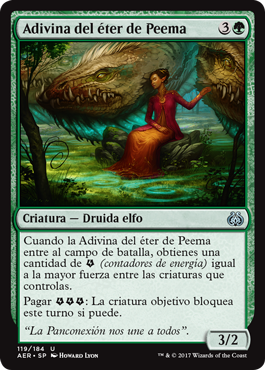 Adivina del éter de Peema 3
Criatura — Druida elfo
Cuando la Adivina del éter de Peema
entre al campo de batalla, obtienes una
cantidad de (contadores de energía) igual
a la mayor fuerza entre las criaturas que
controlas.
Pagar : La criatura objetivo bloquea
este turno si puede.
“La Panconexión nos une a todos”.
3/2
119/184 U
AER • SP Howard Lyon
™ & © 2017 Wizards of the Coast